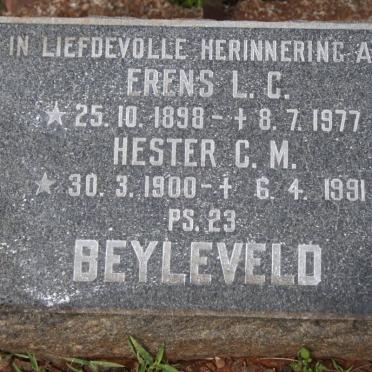 IN LIEFDEVOLLE HERINNERING A
ERENS L. C.
★ 25. 10. 1898 - ✝ 8. 7. 1977
HESTER C. M.
★ 30. 3. 1900 - ✝ 6. 4. 1991
PS. 23
BEYLEVELD